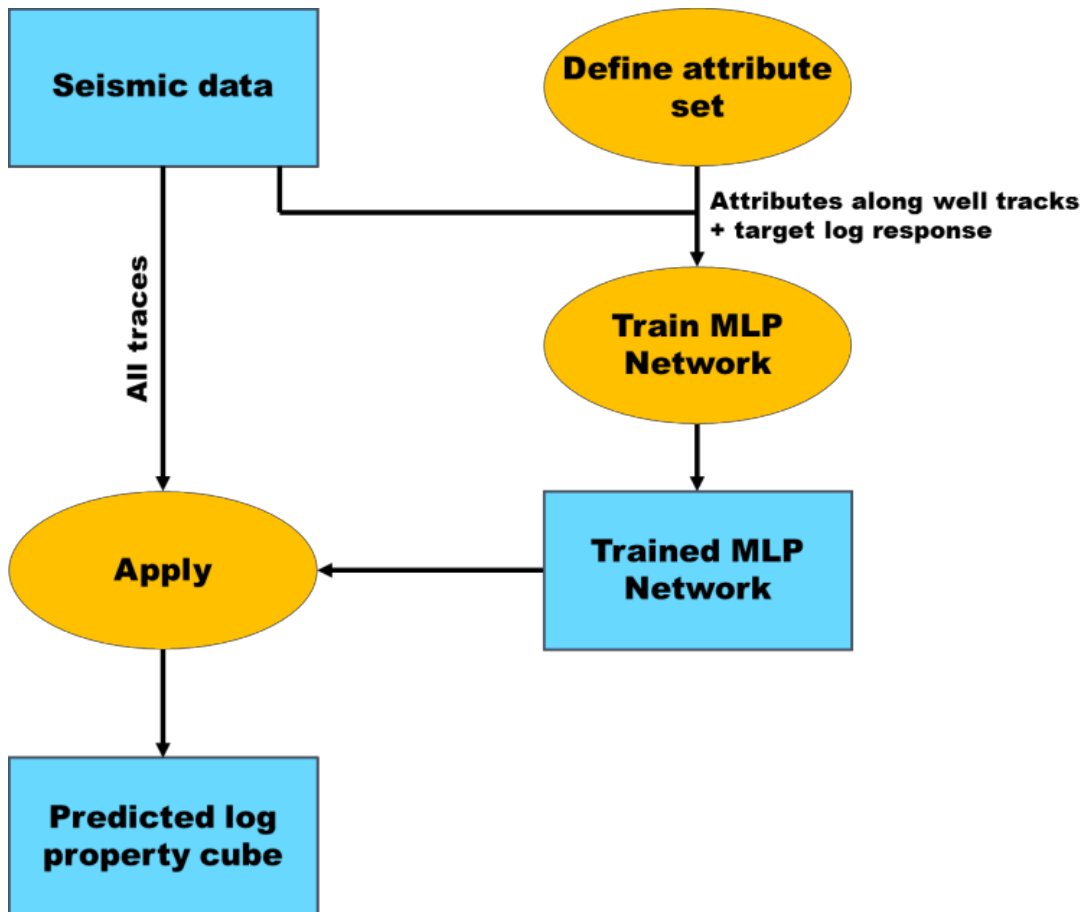 Seismic data
Define attribute
set
Attributes along well tracks
+ target log response
All traces
Train MLP
Network
Apply
Trained MLP
Network
Predicted log
property cube